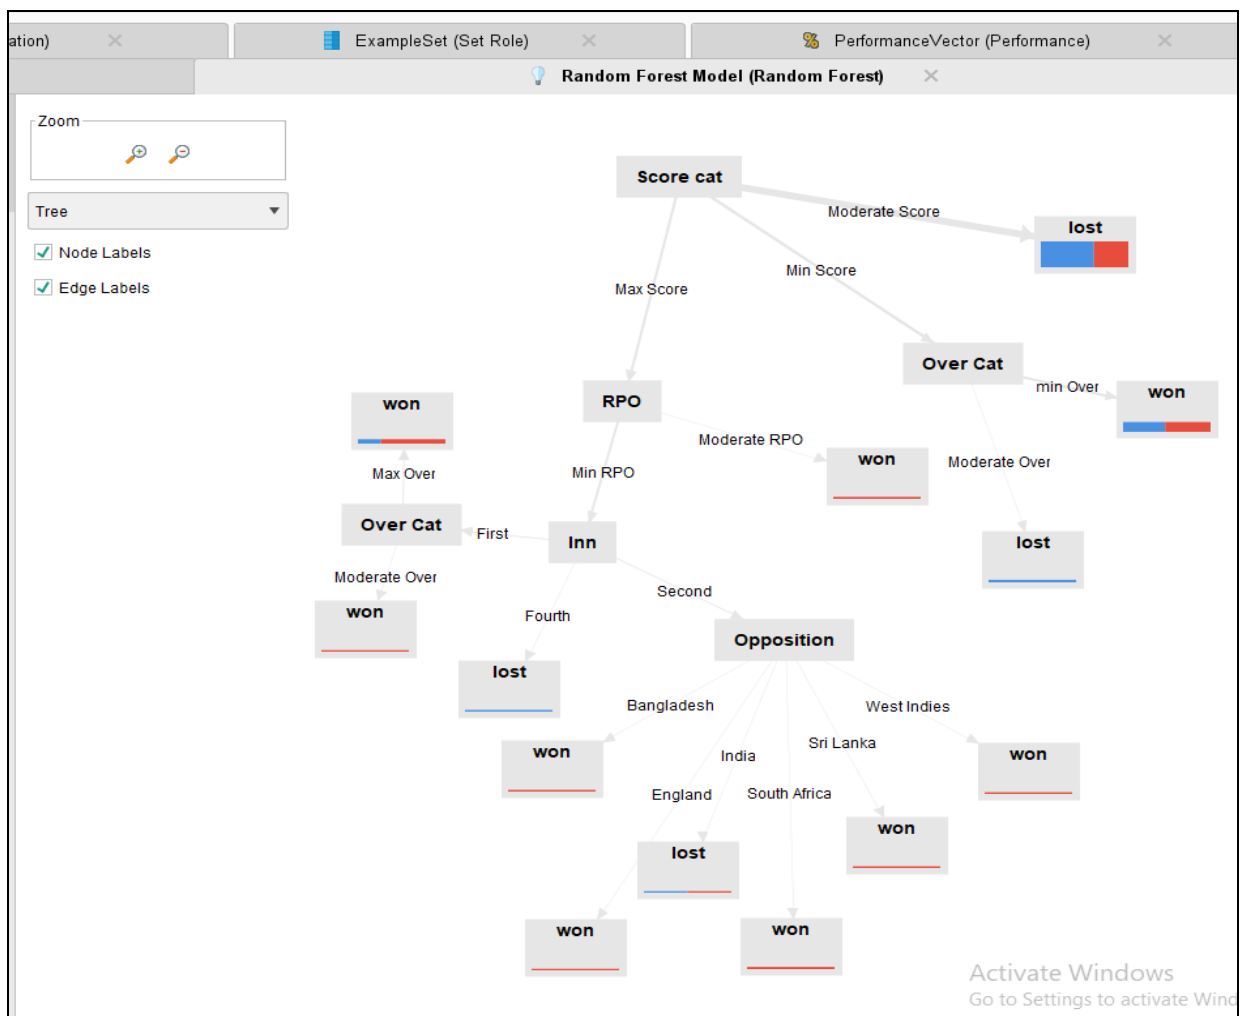 ation)
ExampleSet (Set Role)
PerformanceVector (Performance)
Random Forest Model (Random Forest)
Zoom
Tree
Node Labels
Edge Labels
Score cat
Moderate Score
lost
Min Score
Max Score
Over Cat
min Over
won
RPO
won
Moderate RPO
won
Moderate Over
Max Over
Min RPO
Over Cat
First
Inn
lost
Moderate Over
Second
won
Fourth
Opposition
lost
Bangladesh
West Indies
won
India
Sri Lanka
won
England
South Africa
won
lost
won
won
Activate Windows
Go to Settings to activate Wind